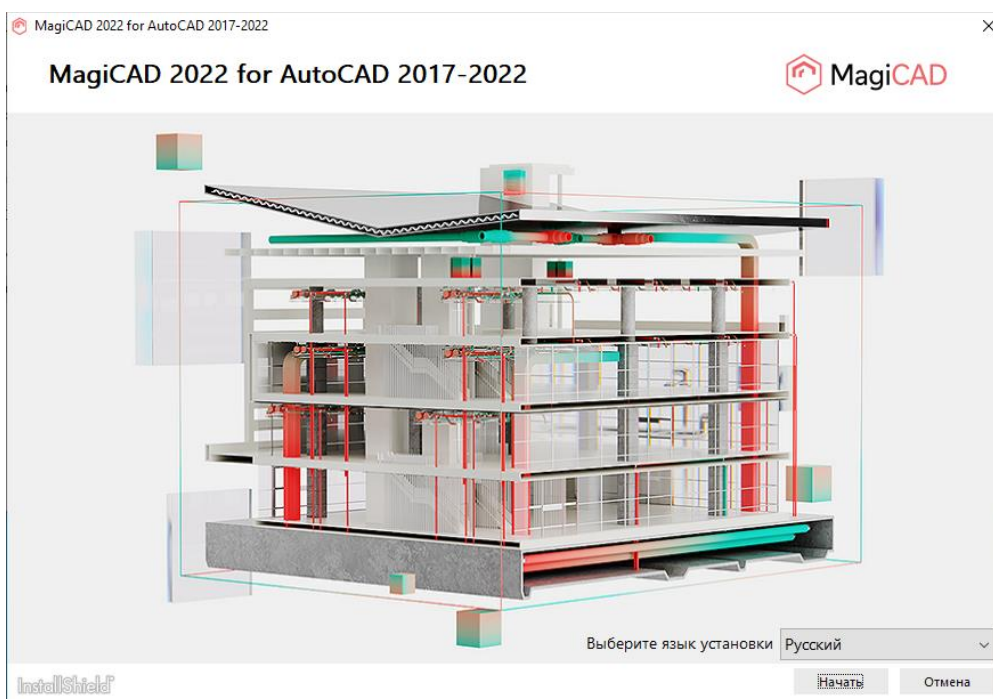 MagiCAD 2022 for AutoCAD 2017-2022
MagiCAD 2022 for AutoCAD 2017-2022
MagiCAD
Выберите язык установки Русский
InstallShield
Начать Отмена